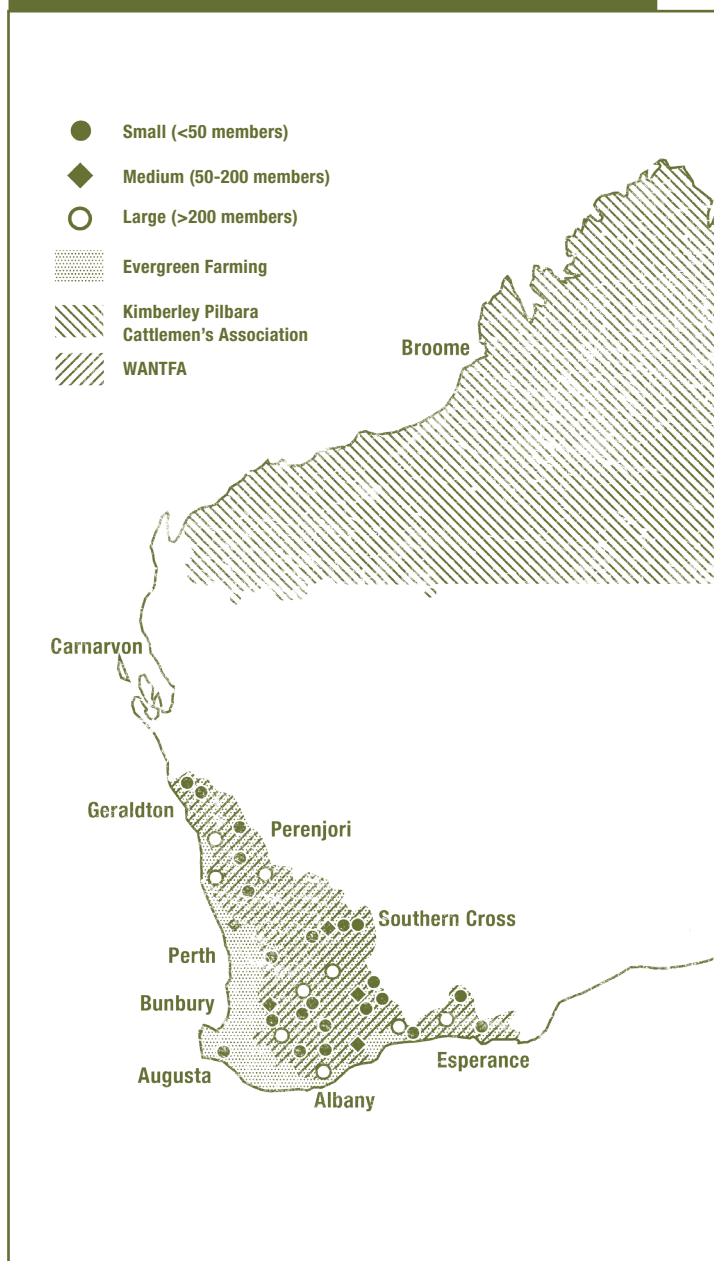 Small (<50 members)
Medium (50-200 members)
Large (>200 members)
Evergreen Farming
Kimberley Pilbara
Cattlemen's Association
WANTFA
Broome
Carnarvon
Geraldton
Perenjori
Southern Cross
Perth
Bunbury
Esperance
Augusta
Albany